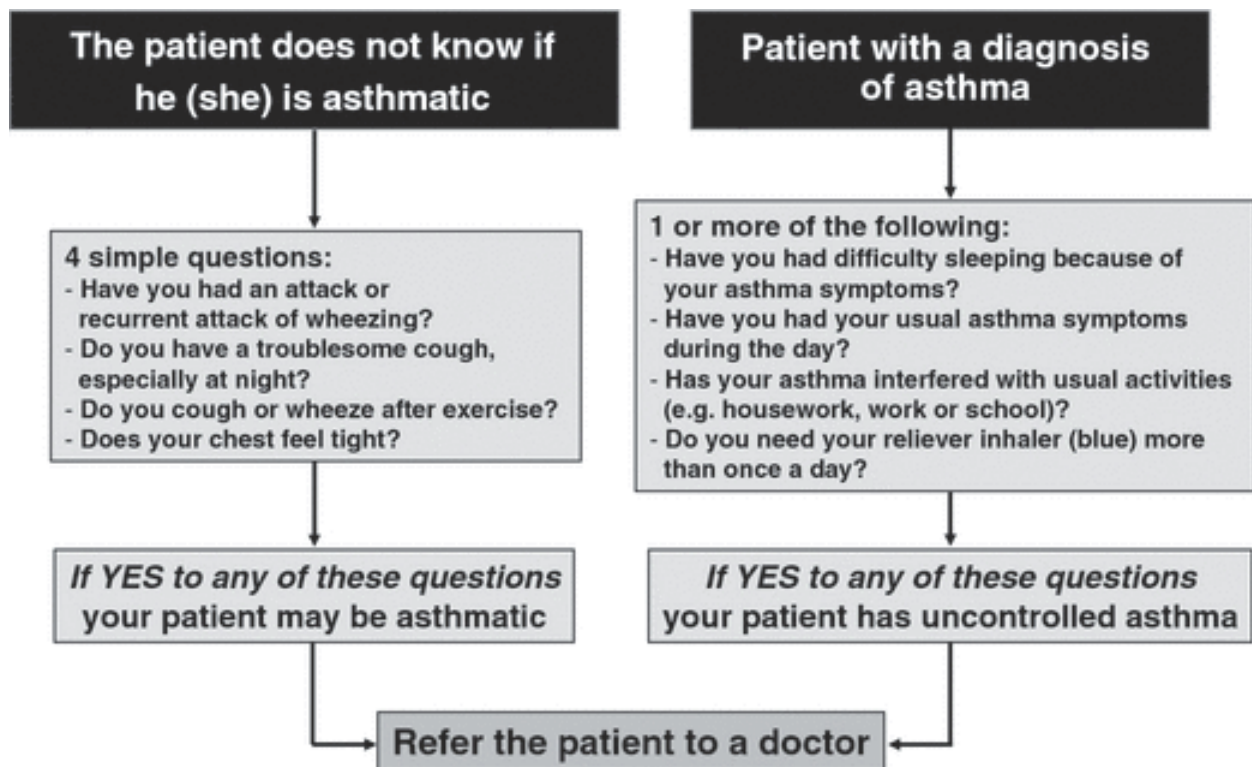 The patient does not know if
he (she) is asthmatic
4 simple questions:
- Have you had an attack or
recurrent attack of wheezing?
- Do you have a troublesome cough,
especially at night?
- Do you cough or wheeze after exercise?
- Does your chest feel tight?
If YES to any of these questions
your patient may be asthmatic
Patient with a diagnosis
of asthma
1 or more of the following:
- Have you had difficulty sleeping because of
your asthma symptoms?
- Have you had your usual asthma symptoms
during the day?
- Has your asthma interfered with usual activities
(e.g. housework, work or school)?
- Do you need your reliever inhaler (blue) more
than once a day?
If YES to any of these questions
your patient has uncontrolled asthma
Refer the patient to a doctor